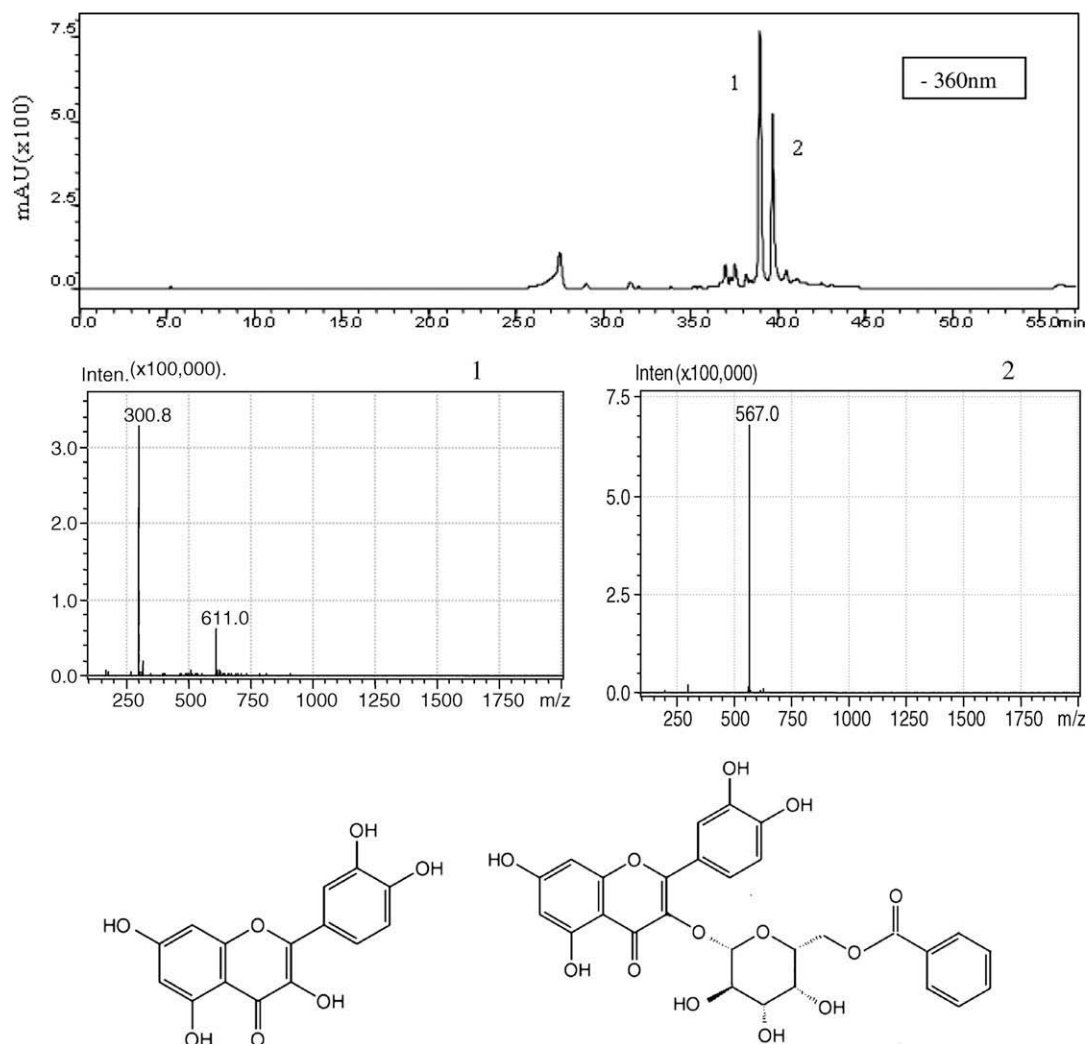 7.5
5.0
2.5
0.0
mAU(x100)
1
2
- 360nm
0.0 5.0 10.0 15.0 20.0 25.0 30.0 35.0 40.0 45.0 50.0 55.0 min
Inten.(x100,000). 1
300.8
3.0
2.0
1.0
611.0
0.0
250 500 750 1000 1250 1500 1750 m/z
Inten(x100,000) 2
7.5
567.0
5.0
2.5
0.0
250 500 750 1000 1250 1500 1750 m/z
OH
OH
HO
O
OH
OH O
OH
OH
HO
O
O
OH O
O
O
O
HO
OH
OH